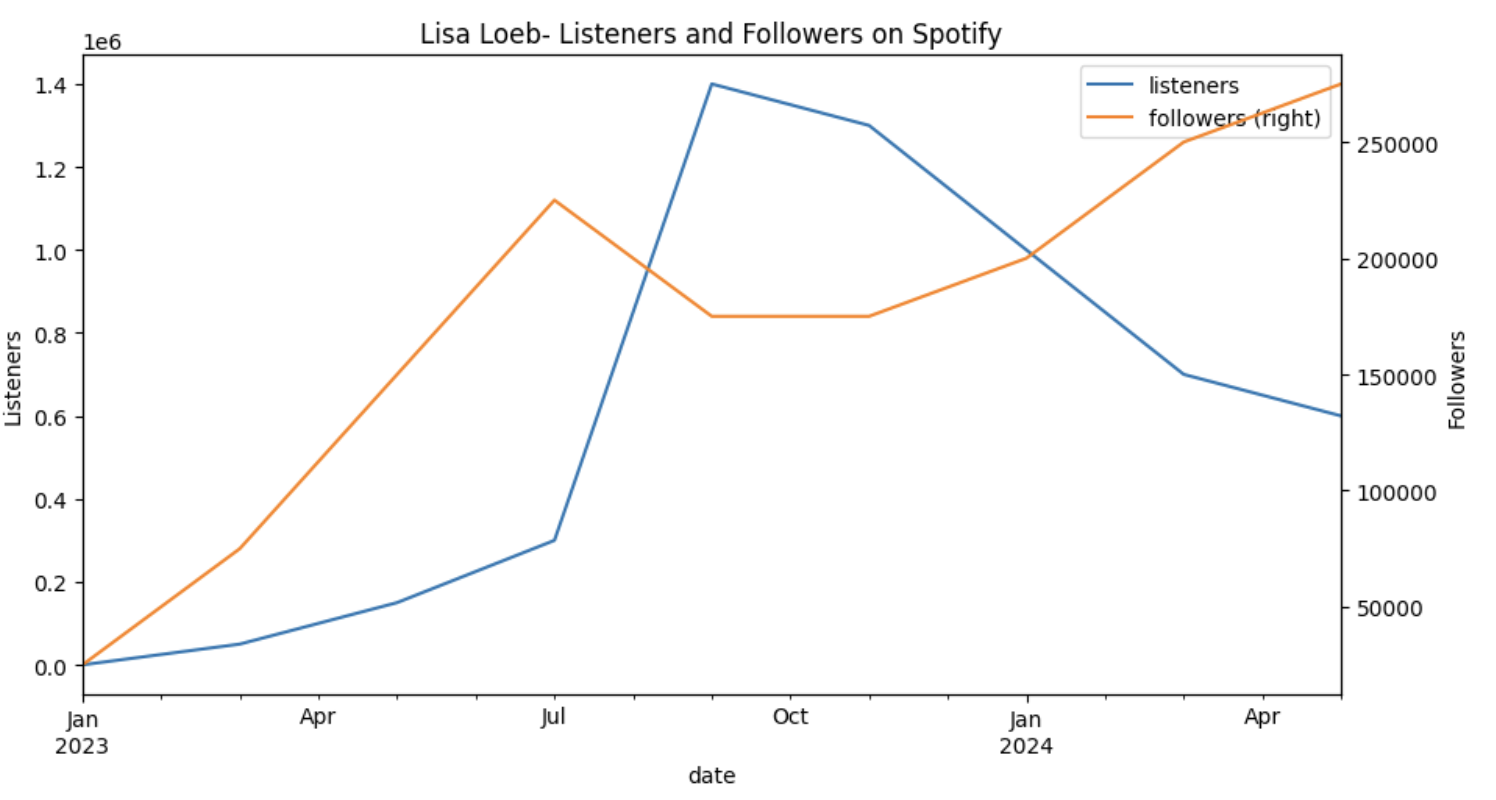 Lisa Loeb- Listeners and Followers on Spotify
1e6
listeners
followers (right)
1.4
1.2
1.0
0.8
0.6
0.4
0.2
0.0
Listeners
250000
200000
150000
100000
50000
Followers
Jan Apr Jul Oct Jan Apr
2023 2024
date